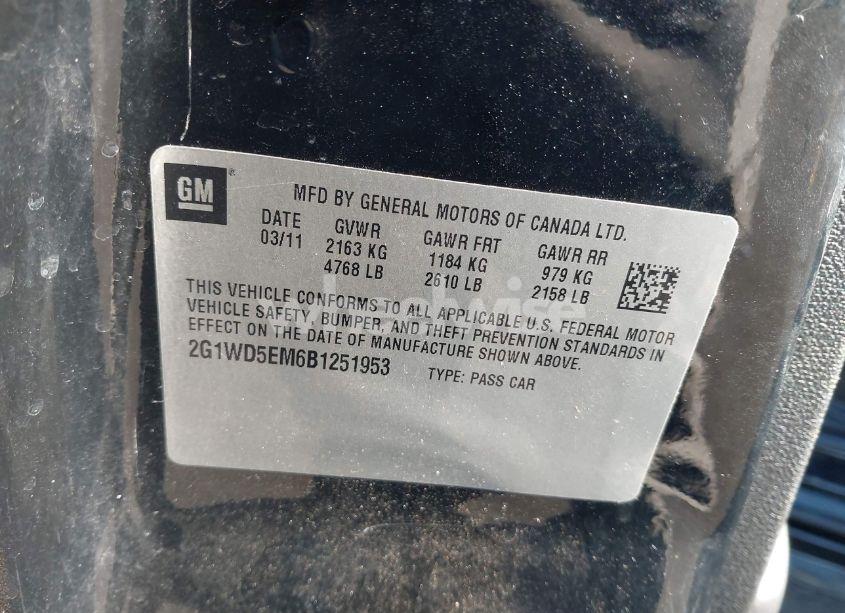 GM ®
MFD BY GENERAL MOTORS OF CANADA LTD.
DATE GVWR GAWR FRT GAWR RR
03/11 2163 KG 1184 KG 979 KG
4768 LB 2610 LB 2158 LB
THIS VEHICLE CONFORMS TO ALL APPLICABLE U.S. FEDERAL MOTOR
VEHICLE SAFETY, BUMPER, AND THEFT PREVENTION STANDARDS IN
EFFECT ON THE DATE OF MANUFACTURE SHOWN ABOVE.
2G1WD5EM6B1251953 TYPE: PASS CAR